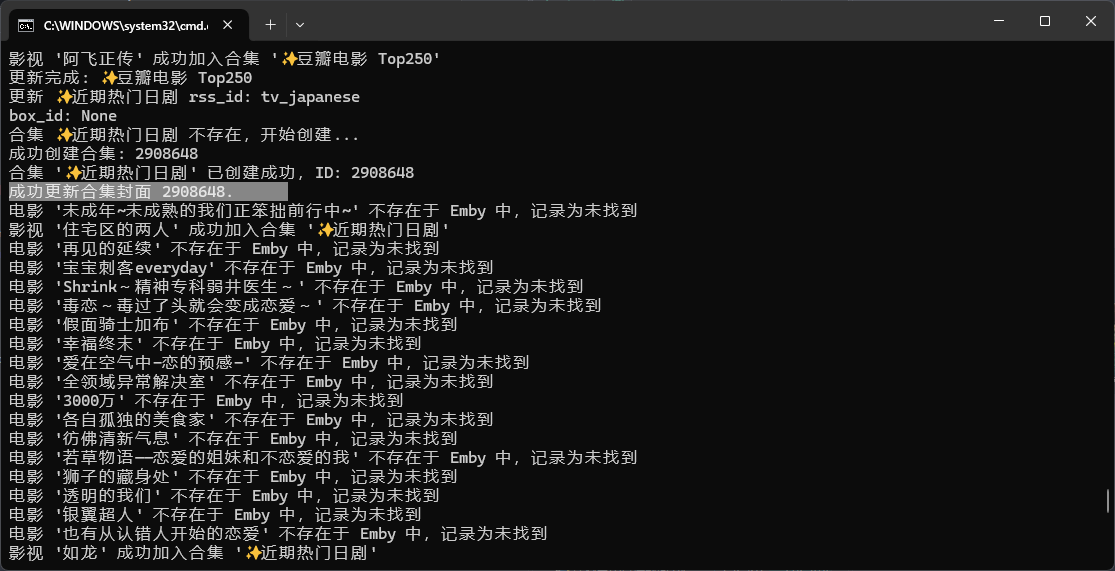 C:\WINDOWS\system32\cmd.
影视 '阿飞正传' 成功加入合集 '✨豆瓣电影 Top250'
更新完成: ✨豆瓣电影 Top250
更新 ✨近期热门日剧 rss_id: tv_japanese
box_id: None
合集 ✨近期热门日剧 不存在，开始创建...
成功创建合集: 2908648
合集 '✨近期热门日剧' 已创建成功, ID: 2908648
成功更新合集封面 2908648.
电影 '未成年~未成熟的我们正笨拙前行中~' 不存在于 Emby 中，记录为未找到
影视 '住宅区的两人' 成功加入合集 '✨近期热门日剧'
电影 '再见的延续' 不存在于 Emby 中，记录为未找到
电影 '宝宝刺客everyday' 不存在于 Emby 中，记录为未找到
电影 'Shrink～精神专科弱井医生～' 不存在于 Emby 中，记录为未找到
电影 '毒恋～毒过了头就会变成恋爱～' 不存在于 Emby 中，记录为未找到
电影 '假面骑士加布' 不存在于 Emby 中，记录为未找到
电影 '幸福终末' 不存在于 Emby 中，记录为未找到
电影 '爱在空气中-恋的预感-' 不存在于 Emby 中，记录为未找到
电影 '全领域异常解决室' 不存在于 Emby 中，记录为未找到
电影 '3000万' 不存在于 Emby 中，记录为未找到
电影 '各自孤独的美食家' 不存在于 Emby 中，记录为未找到
电影 '彷佛清新气息' 不存在于 Emby 中，记录为未找到
电影 '若草物语——恋爱的姐妹和不恋爱的我' 不存在于 Emby 中，记录为未找到
电影 '狮子的藏身处' 不存在于 Emby 中，记录为未找到
电影 '透明的我们' 不存在于 Emby 中，记录为未找到
电影 '银翼超人' 不存在于 Emby 中，记录为未找到
电影 '也有从认错人开始的恋爱' 不存在于 Emby 中，记录为未找到
影视 '如龙' 成功加入合集 '✨近期热门日剧'